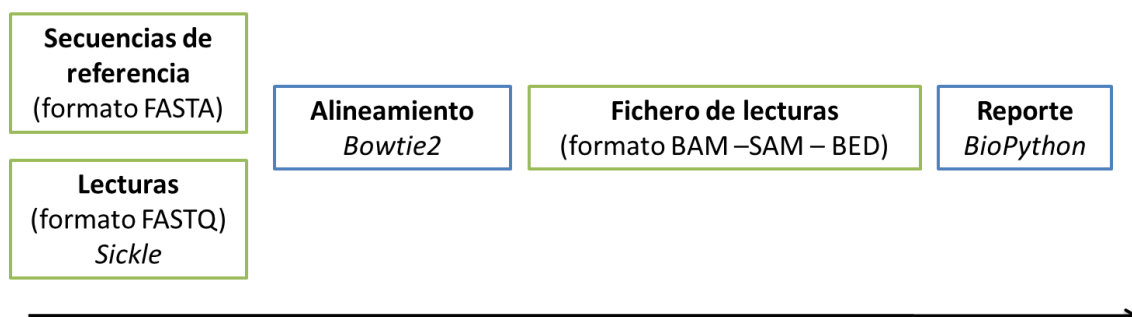 Secuencias de
referencia
(formato FASTA)
Lecturas
(formato FASTQ)
Sickle
Alineamiento
Bowtie2
Fichero de lecturas
(formato BAM –SAM – BED)
Reporte
BioPython